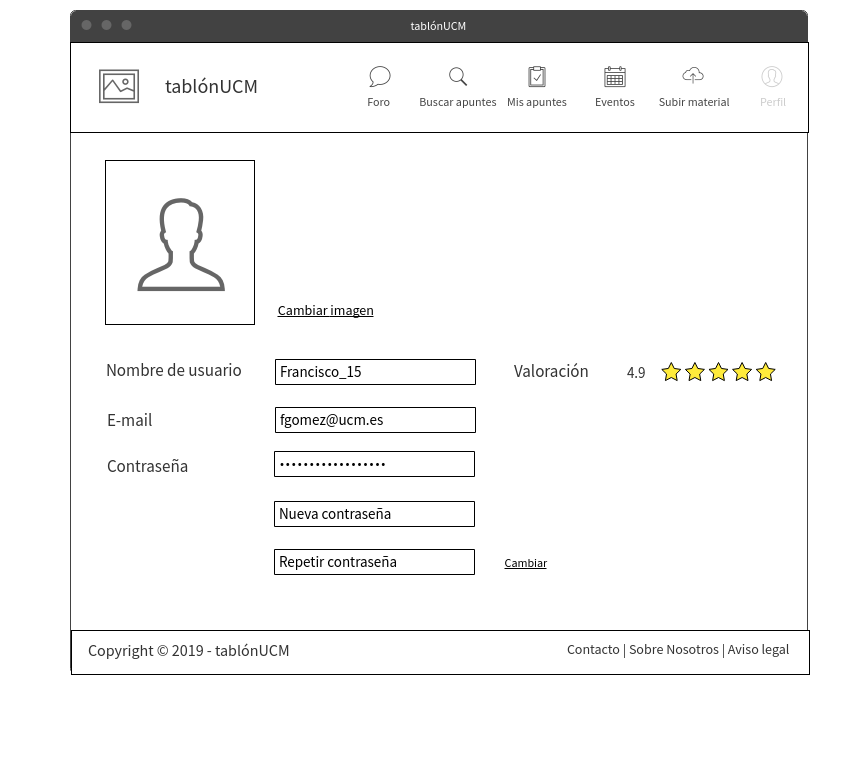 tablónUCM
tablónUCM
Foro
Buscar apuntes
Mis apuntes
Eventos
Subir material
Perfil
Cambiar imagen
Nombre de usuario
Francisco_15
Valoración
4.9
E-mail
fgomez@ucm.es
Contraseña
••••••••••••••••••
Nueva contraseña
Repetir contraseña
Cambiar
Copyright © 2019 - tablónUCM
Contacto | Sobre Nosotros | Aviso legal